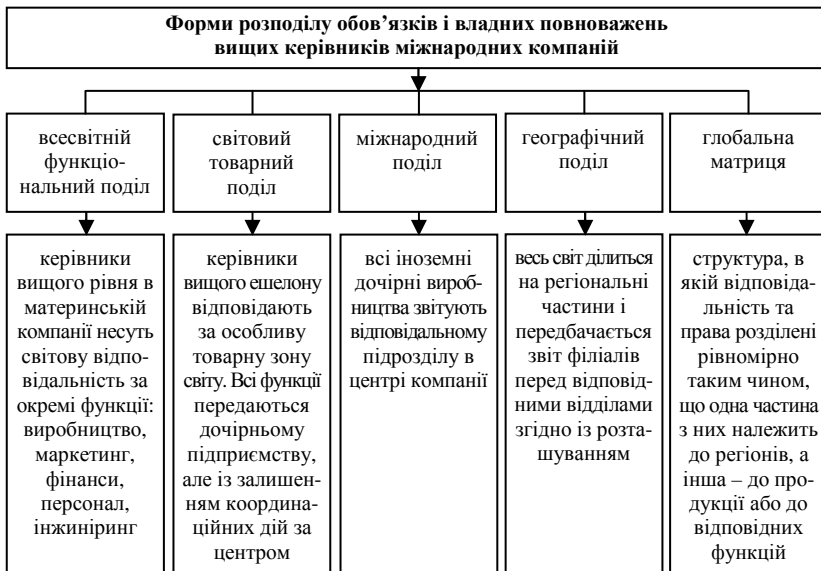 Форми розподілу обов’язків і владних повноважень
вищих керівників міжнародних компаній
всесвітній
функціо-
нальний поділ
світовий
товарний
поділ
міжнародний
поділ
географічний
поділ
глобальна
матриця
керівники
вищого рівня в
материнській
компанії несуть
світову відпо-
відальність за
окремі функції:
виробництво,
маркетинг,
фінанси,
персонал,
інжиніринг
керівники
вищого ешелону
відповідають
за особливу
товарну зону
світу. Всі функції
передаються
дочірньому
підприємству,
але із залишен-
ням координа-
ційних дій за
центром
всі іноземні
дочірні вироб-
ництва звітують
відповідальному
підрозділу в
центрі компанії
весь світ ділиться
на регіональні
частини і
передбачається
звіт філіалів
перед відповід-
ними відділами
згідно із розта-
шуванням
структура, в
якій відповіда-
льність та
права розділені
рівномірно
таким чином,
що одна частина
з них належить
до регіонів, а
інша – до про-
дукції або до
відповідних
функцій